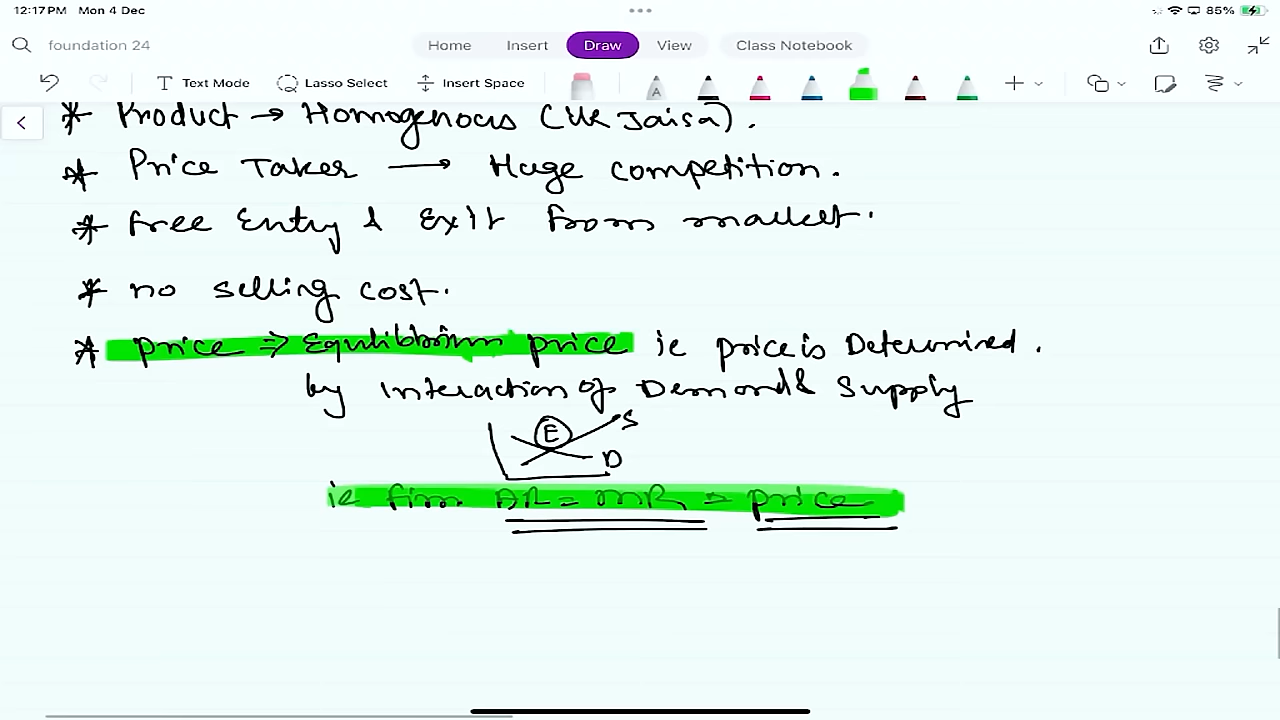 12:17 PM Mon 4 Dec 85%
foundation 24 Home Insert Draw View Class Notebook
Text Mode Lasso Select Insert Space
* Product → Homogenous (Uk Jaisa).
* Price Taker → Huge competition.
* free Entry & Exit from market.
* no selling cost.
* price ⇒ Equilibrium price ie price is Determined.
by interaction of Demand & Supply
E S
D
ie firm AR = MR = price